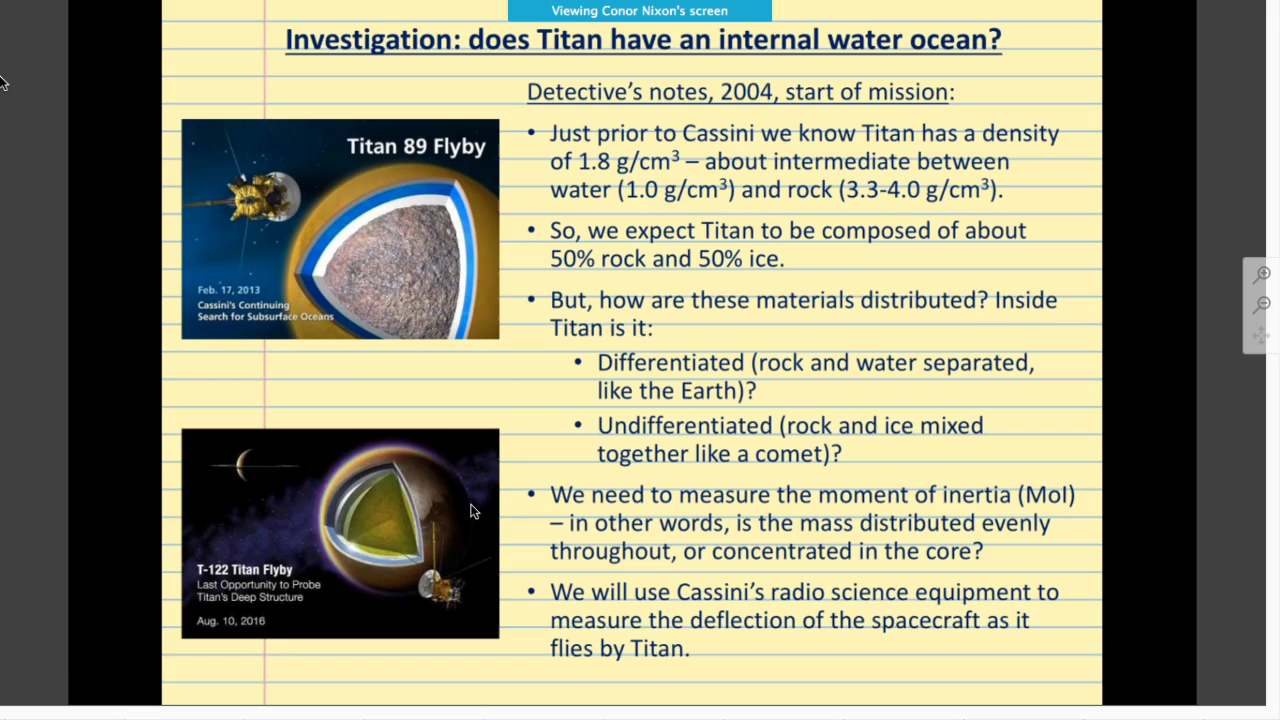 Viewing Conor Nixon's screen
Investigation: does Titan have an internal water ocean?
Detective’s notes, 2004, start of mission:
• Just prior to Cassini we know Titan has a density
of 1.8 g/cm³ – about intermediate between
water (1.0 g/cm³) and rock (3.3-4.0 g/cm³).
• So, we expect Titan to be composed of about
50% rock and 50% ice.
• But, how are these materials distributed? Inside
Titan is it:
• Differentiated (rock and water separated,
like the Earth)?
• Undifferentiated (rock and ice mixed
together like a comet)?
• We need to measure the moment of inertia (MoI)
– in other words, is the mass distributed evenly
throughout, or concentrated in the core?
• We will use Cassini’s radio science equipment to
measure the deflection of the spacecraft as it
flies by Titan.
Titan 89 Flyby
Feb. 17, 2013
Cassini's Continuing
Search for Subsurface Oceans
T-122 Titan Flyby
Last Opportunity to Probe
Titan's Deep Structure
Aug. 10, 2016